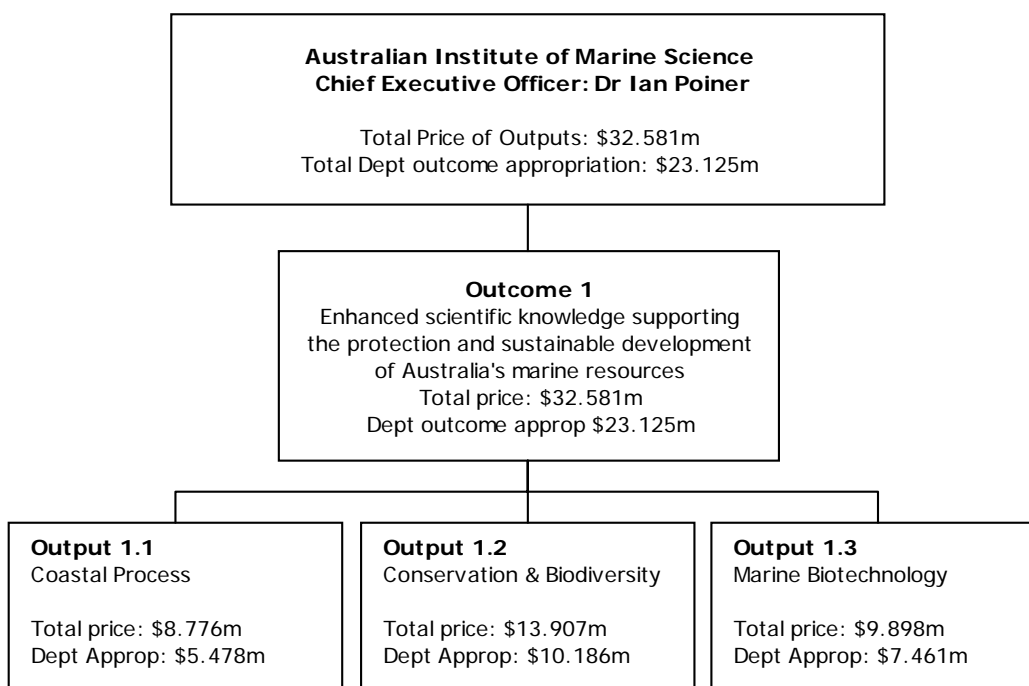 Australian Institute of Marine Science
Chief Executive Officer: Dr Ian Poiner
Total Price of Outputs: $32.581m
Total Dept outcome appropriation: $23.125m
Outcome 1
Enhanced scientific knowledge supporting
the protection and sustainable development
of Australia's marine resources
Total price: $32.581m
Dept outcome approp $23.125m
Output 1.1
Coastal Process
Total price: $8.776m
Dept Approp: $5.478m
Output 1.2
Conservation & Biodiversity
Total price: $13.907m
Dept Approp: $10.186m
Output 1.3
Marine Biotechnology
Total price: $9.898m
Dept Approp: $7.461m